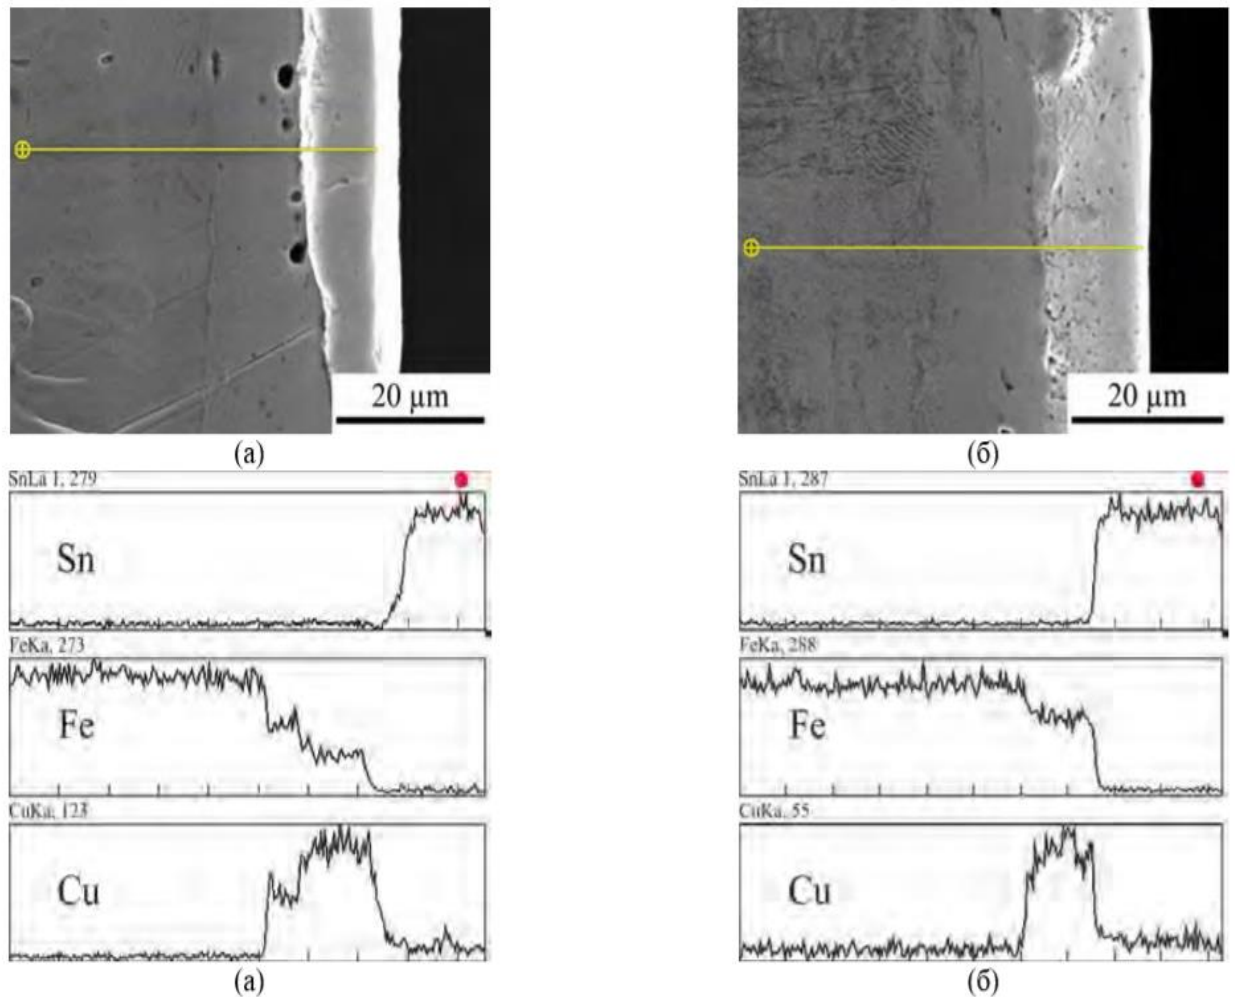 20 µm
20 µm
(а)
(б)
SnLa 1, 279
Sn
FeKa, 273
Fe
CuKa, 123
Cu
SnLa 1, 287
Sn
FeKa, 288
Fe
CuKa, 55
Cu
(а)
(б)